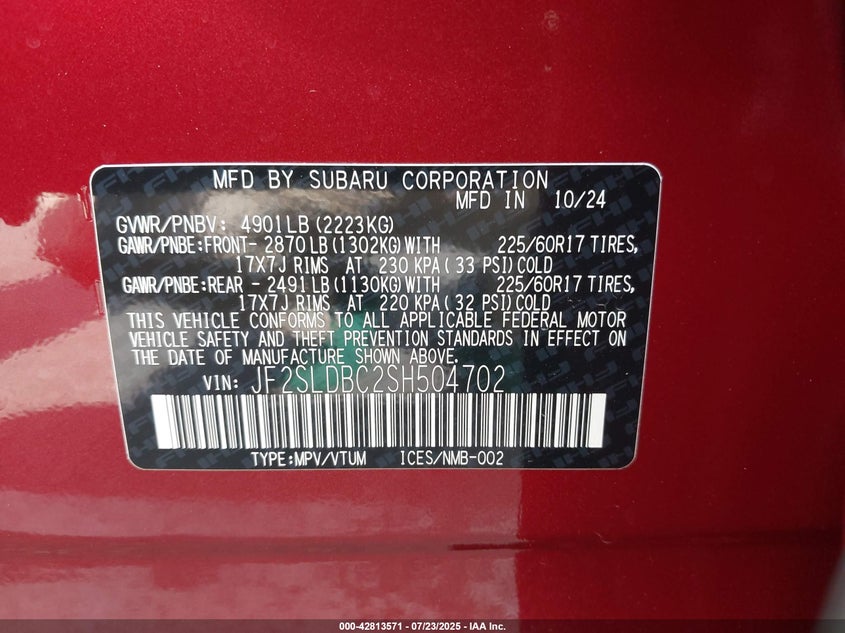 MFD BY SUBARU CORPORATION
MFD IN 10/24
GVWR/PNBV: 4901LB(2223KG)
GAWR/PNBE:FRONT- 2870LB(1302KG)WITH 225/60R17 TIRES,
17X7J RIMS AT 230 KPA(33 PSI)COLD
GAWR/PNBE:REAR - 2491LB(1130KG)WITH 225/60R17 TIRES,
17X7J RIMS AT 220 KPA(32 PSI)COLD
THIS VEHICLE CONFORMS TO ALL APPLICABLE FEDERAL MOTOR
VEHICLE SAFETY AND THEFT PREVENTION STANDARDS IN EFFECT ON
THE DATE OF MANUFACTURE SHOWN ABOVE.
VIN: JF2SLDBC2SH504702
TYPE:MPV/VTUM ICES/NMB-002
000-42813571 - 07/23/2025 - IAA Inc.